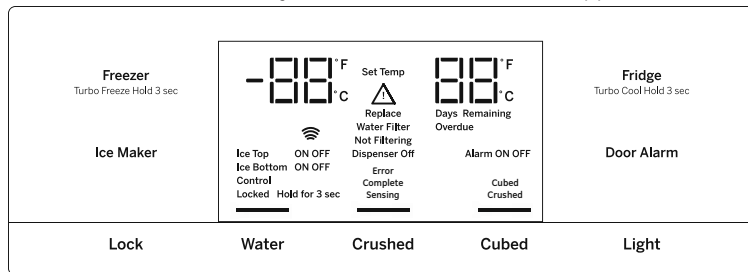 Freezer
Turbo Freeze Hold 3 sec
Ice Maker
-88 °F
°C
Set Temp
88 °F
°C
Replace
Water Filter
Not Filtering
Dispenser Off
Days Remaining
Overdue
Ice Top ON OFF
Ice Bottom ON OFF
Control
Locked Hold for 3 sec
Error
Complete
Sensing
Alarm ON OFF
Cubed
Crushed
Fridge
Turbo Cool Hold 3 sec
Door Alarm
Lock Water Crushed Cubed Light